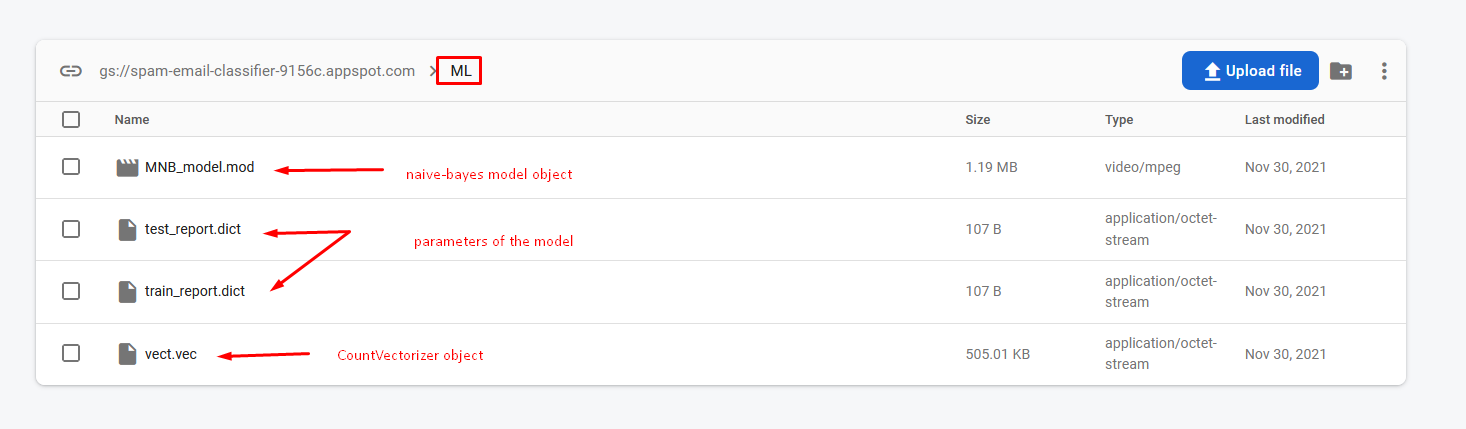 gs://spam-email-classifier-9156c.appspot.com > ML Upload file
Name Size Type Last modified
MNB_model.mod naive-bayes model object 1.19 MB video/mpeg Nov 30, 2021
test_report.dict 107 B application/octet-
stream Nov 30, 2021
parameters of the model
train_report.dict 107 B application/octet-
stream Nov 30, 2021
vect.vec CountVectorizer object 505.01 KB application/octet-
stream Nov 30, 2021